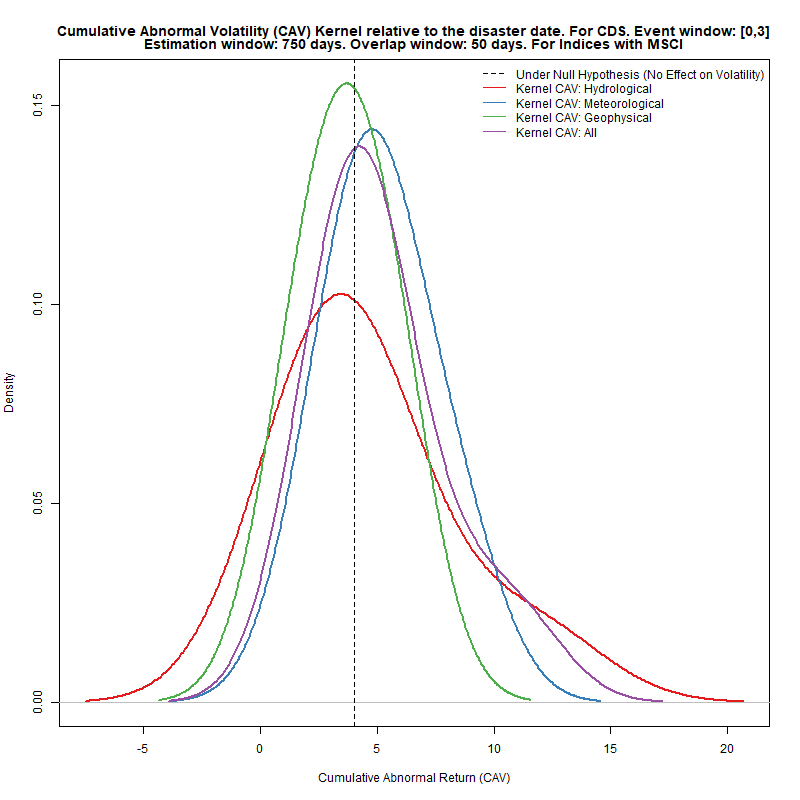 Cumulative Abnormal Volatility (CAV) Kernel relative to the disaster date. For CDS. Event window: [0,3]
Estimation window: 750 days. Overlap window: 50 days. For Indices with MSCI
Under Null Hypothesis (No Effect on Volatility)
Kernel CAV: Hydrological
Kernel CAV: Meteorological
Kernel CAV: Geophysical
Kernel CAV: All
0.15
0.10
0.05
0.00
Density
-5 0 5 10 15 20
Cumulative Abnormal Return (CAV)